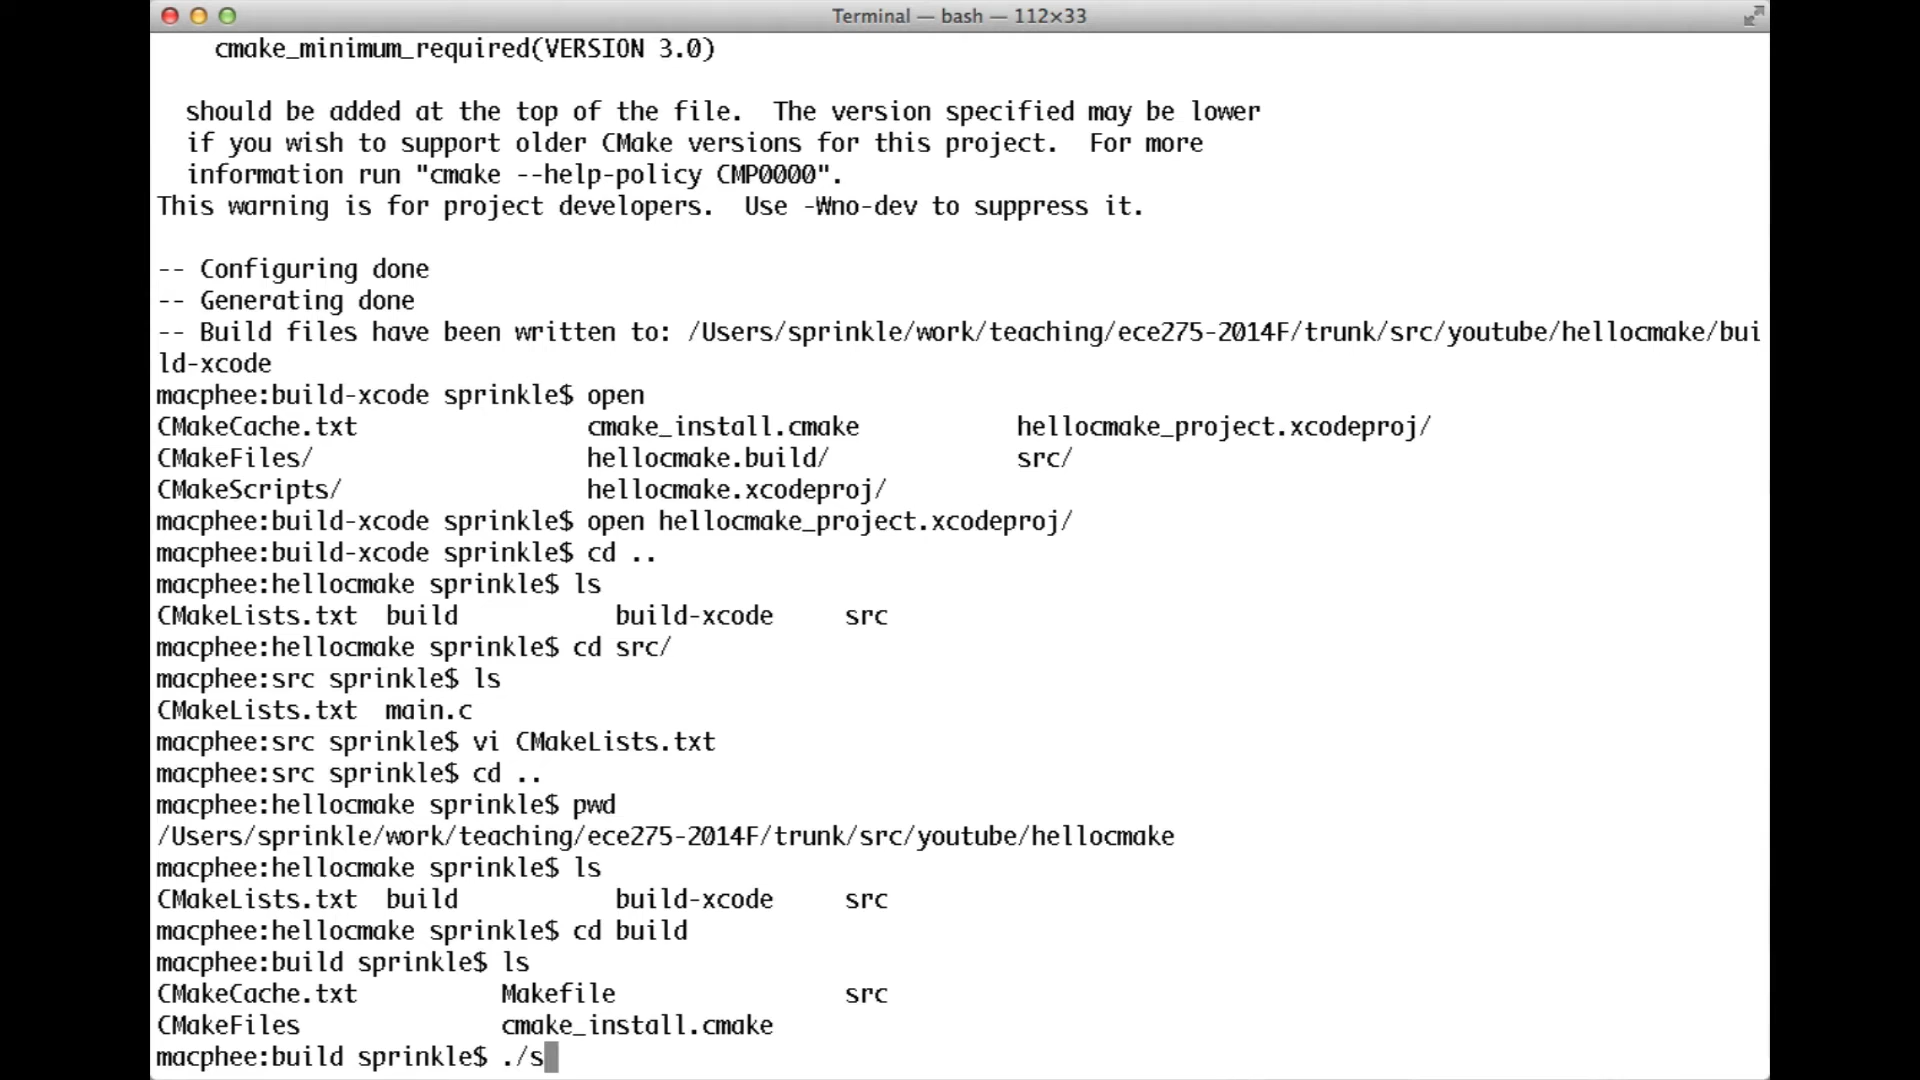 Terminal — bash — 112×33
cmake_minimum_required(VERSION 3.0)
should be added at the top of the file.  The version specified may be lower
if you wish to support older CMake versions for this project.  For more
information run "cmake --help-policy CMP0000".
This warning is for project developers.  Use -Wno-dev to suppress it.
-- Configuring done
-- Generating done
-- Build files have been written to: /Users/sprinkle/work/teaching/ece275-2014F/trunk/src/youtube/hellocmake/bui
ld-xcode
macphee:build-xcode sprinkle$ open
CMakeCache.txt                cmake_install.cmake           hellocmake_project.xcodeproj/
CMakeFiles/                   hellocmake.build/             src/
CMakeScripts/                 hellocmake.xcodeproj/
macphee:build-xcode sprinkle$ open hellocmake_project.xcodeproj/
macphee:build-xcode sprinkle$ cd ..
macphee:hellocmake sprinkle$ ls
CMakeLists.txt  build           build-xcode     src
macphee:hellocmake sprinkle$ cd src/
macphee:src sprinkle$ ls
CMakeLists.txt  main.c
macphee:src sprinkle$ vi CMakeLists.txt
macphee:src sprinkle$ cd ..
macphee:hellocmake sprinkle$ pwd
/Users/sprinkle/work/teaching/ece275-2014F/trunk/src/youtube/hellocmake
macphee:hellocmake sprinkle$ ls
CMakeLists.txt  build           build-xcode     src
macphee:hellocmake sprinkle$ cd build
macphee:build sprinkle$ ls
CMakeCache.txt          Makefile                src
CMakeFiles              cmake_install.cmake
macphee:build sprinkle$ ./s